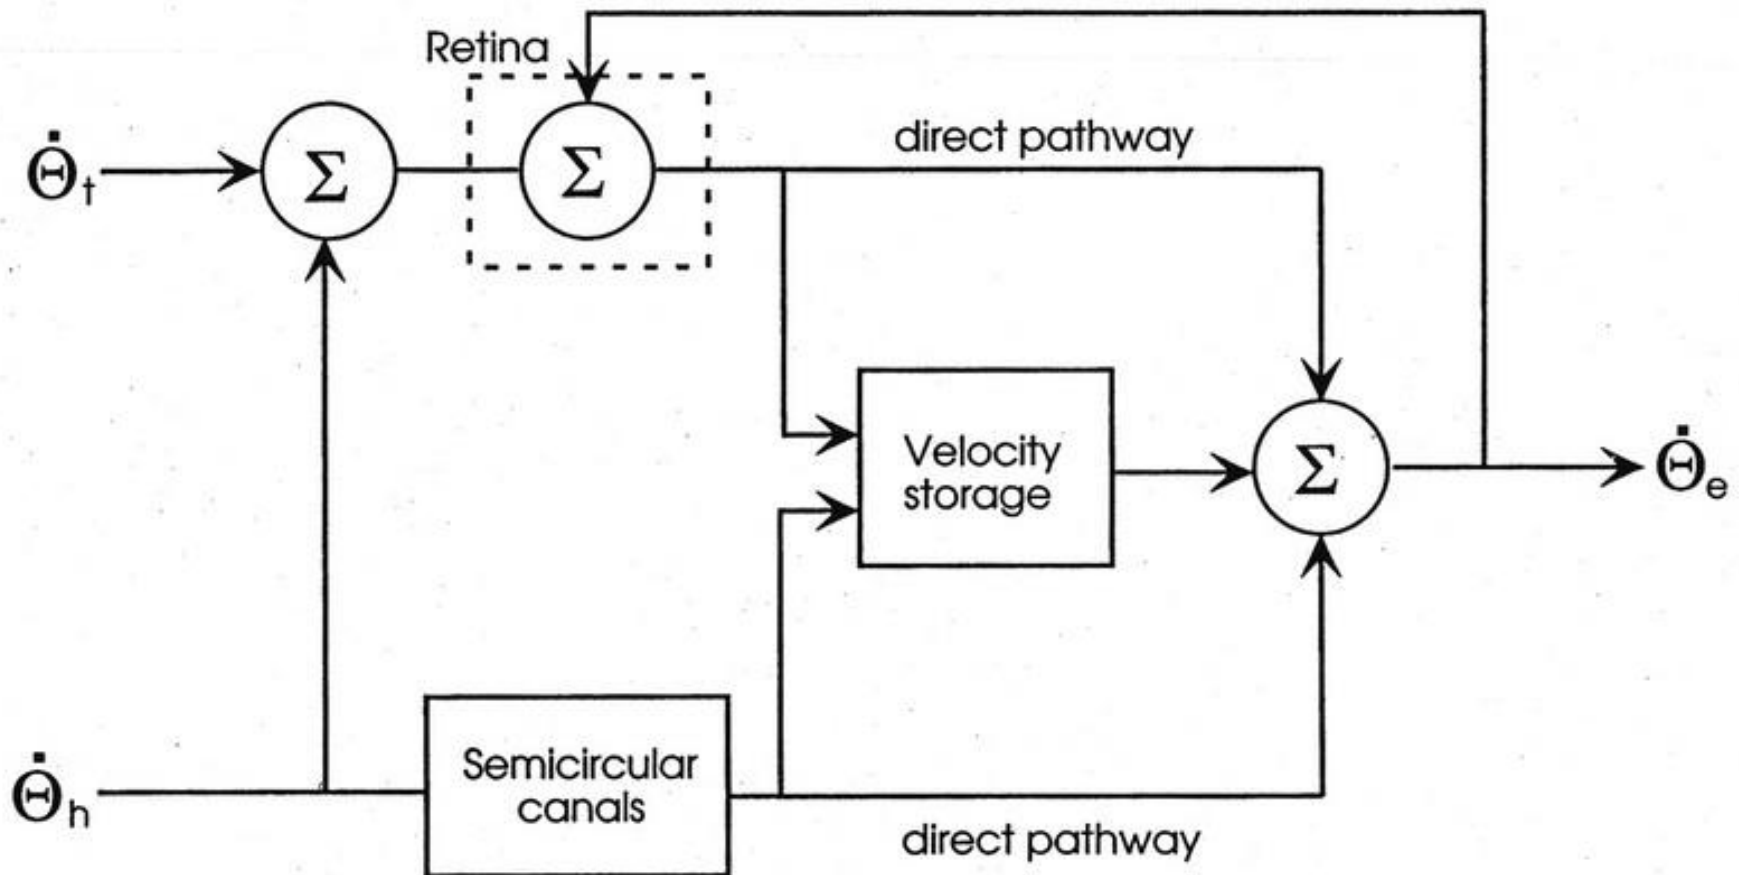 Retina
Θ̇t
Σ
Σ
direct pathway
Velocity
storage
Σ
Θ̇e
Θ̇h
Semicircular
canals
direct pathway